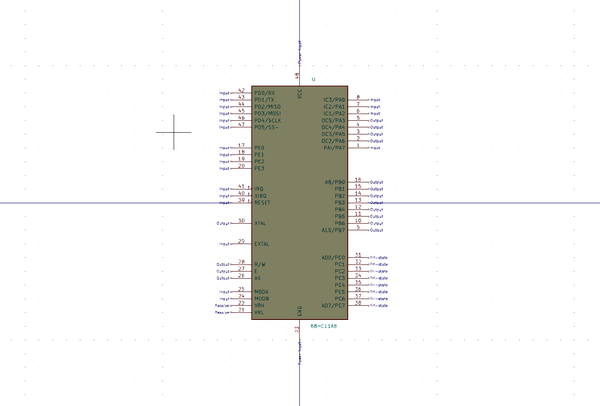 Power Input
48
VCC
U
Input 42 PD0/RX
Input 43 PD1/TX
Input 44 PD2/MISO
Input 45 PD3/MOSI
Input 46 PD4/SCLK
Input 47 PD5/SS-
Input 17 PE0
Input 18 PE1
Input 19 PE2
Input 20 PE3
Input 41 IRQ
Input 40 XIRQ
Input 39 RESET
Output 30 XTAL
Input 29 EXTAL
Output 28 R/W
Output 27 E
Output 26 AS
Input 25 MODA
Input 24 MODB
Passive 22 VRH
Passive 21 VRL
IC3/PA0 8 Input
IC2/PA1 7 Input
IC1/PA2 6 Input
OC5/PA3 5 Output
OC4/PA4 4 Output
OC3/PA5 3 Output
OC2/PA6 2 Output
PAI/PA7 1 Input
A8/PB0 16 Output
PB1 15 Output
PB2 14 Output
PB3 13 Output
PB4 12 Output
PB5 11 Output
PB6 10 Output
A15/PB7 9 Output
AD0/PC0 31 Tri-state
PC1 32 Tri-state
PC2 33 Tri-state
PC3 34 Tri-state
PC4 35 Tri-state
PC5 36 Tri-state
PC6 37 Tri-state
AD7/PC7 38 Tri-state
GND
23
68HC11A8
Power Input